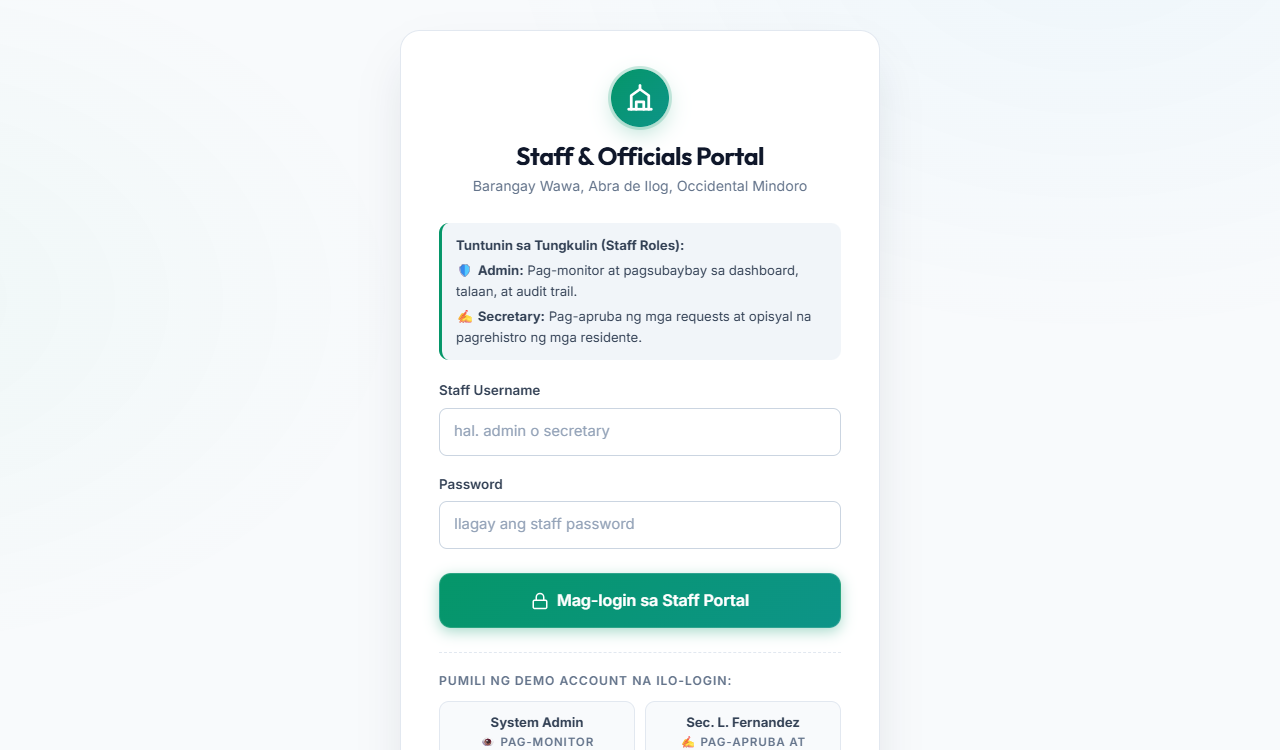 Staff & Officials Portal
Barangay Wawa, Abra de Ilog, Occidental Mindoro
Tuntunin sa Tungkulin (Staff Roles):
🛡️ Admin: Pag-monitor at pagsubaybay sa dashboard,
talaan, at audit trail.
✍️ Secretary: Pag-apruba ng mga requests at opisyal na
pagrehistro ng mga residente.
Staff Username
hal. admin o secretary
Password
Ilagay ang staff password
Mag-login sa Staff Portal
PUMILI NG DEMO ACCOUNT NA ILO-LOGIN:
System Admin
👁️ PAG-MONITOR
Sec. L. Fernandez
✍️ PAG-APRUBA AT